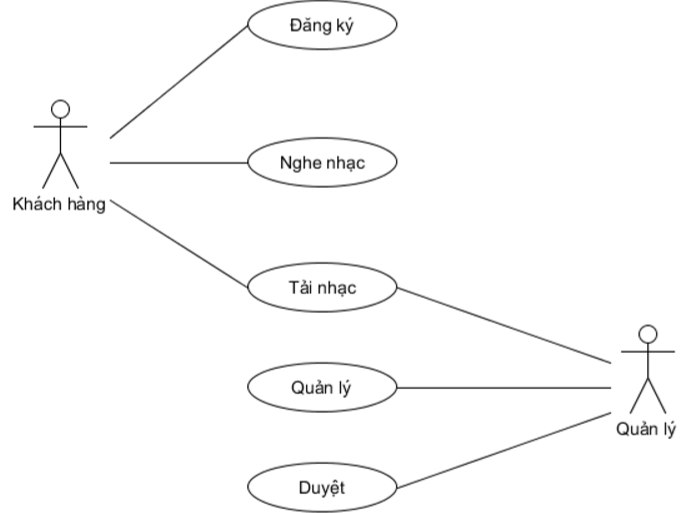 Đăng ký
Nghe nhạc
Khách hàng
Tải nhạc
Quản lý
Quản lý
Duyệt